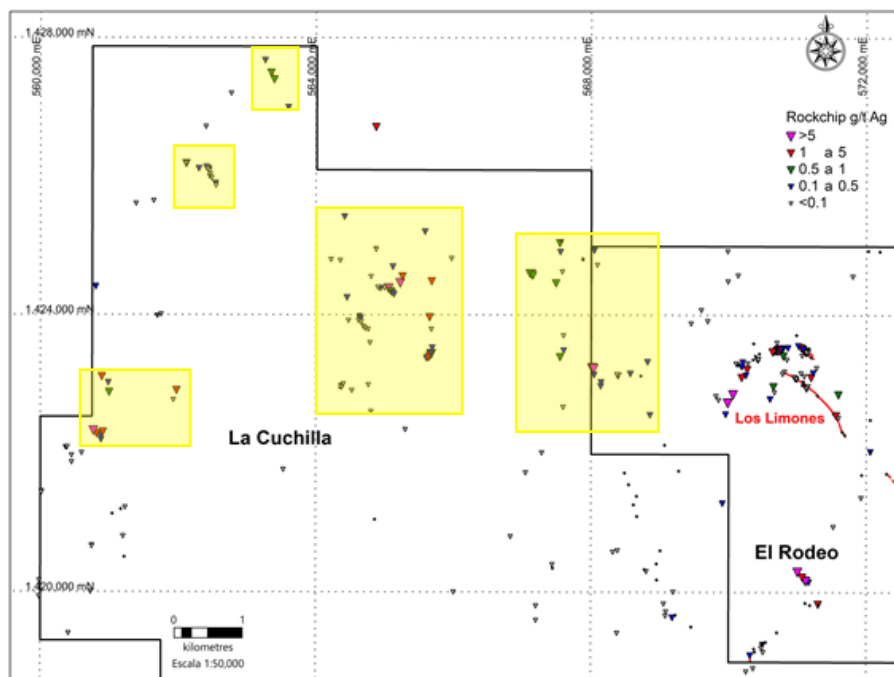 1,428,000 mN
560,000 mE
564,000 mE
568,000 mE
572,000 mE
Rockchip g/t Ag
>5
1 a 5
0.5 a 1
0.1 a 0.5
<0.1
1,424,000 mN
Los Limones
La Cuchilla
El Rodeo
1,420,000 mN
0 1
kilometres
Escala 1:50,000